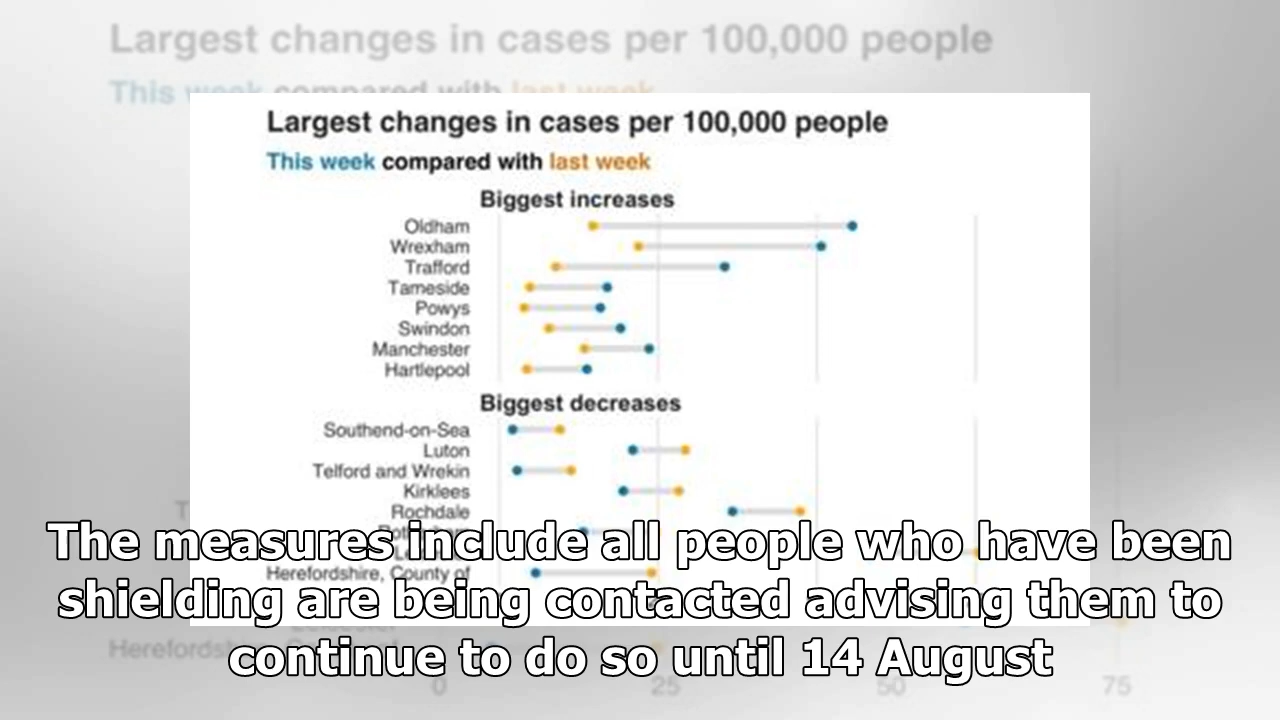 Largest changes in cases per 100,000 people
This week compared with last week
Largest changes in cases per 100,000 people
This week compared with last week
Biggest increases
Oldham
Wrexham
Trafford
Tameside
Powys
Swindon
Manchester
Hartlepool
Biggest decreases
Southend-on-Sea
Luton
Telford and Wrekin
Kirklees
Rochdale
Herefordshire, County of
The measures include all people who have been
shielding are being contacted advising them to
continue to do so until 14 August
0 25 50 75